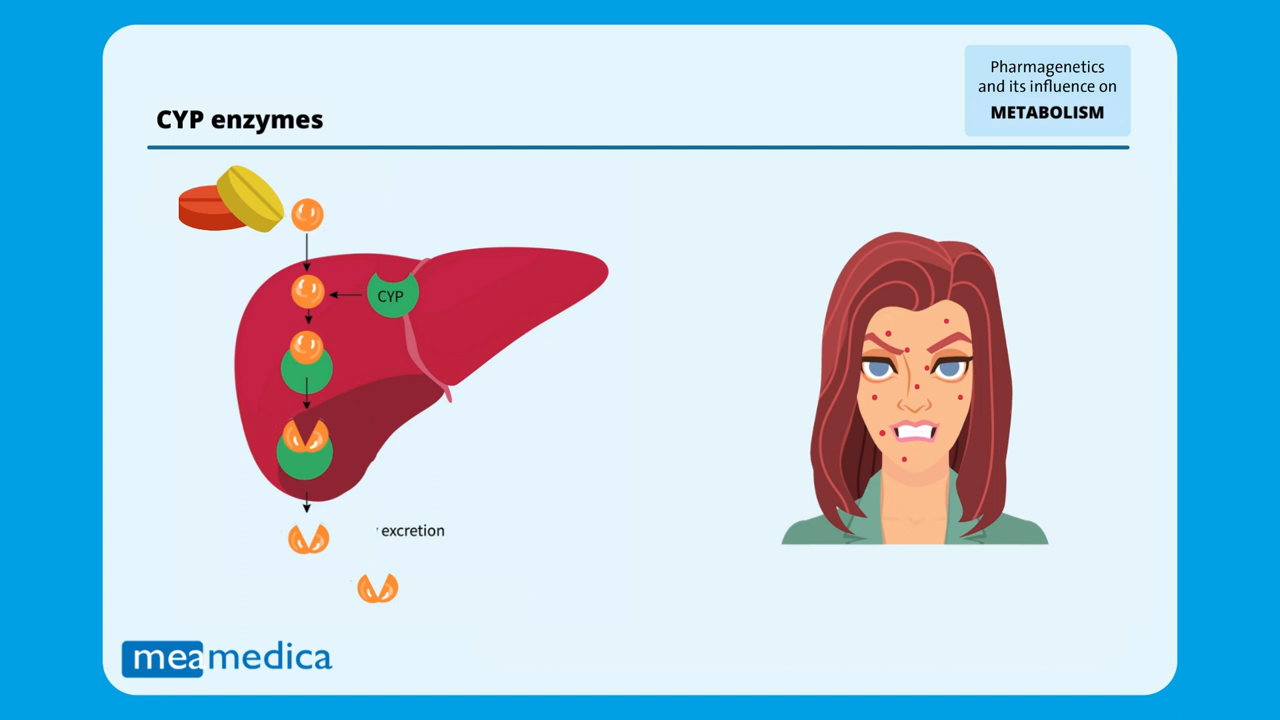 Pharmagenetics
and its influence on
METABOLISM
CYP enzymes
CYP
excretion
meamedica